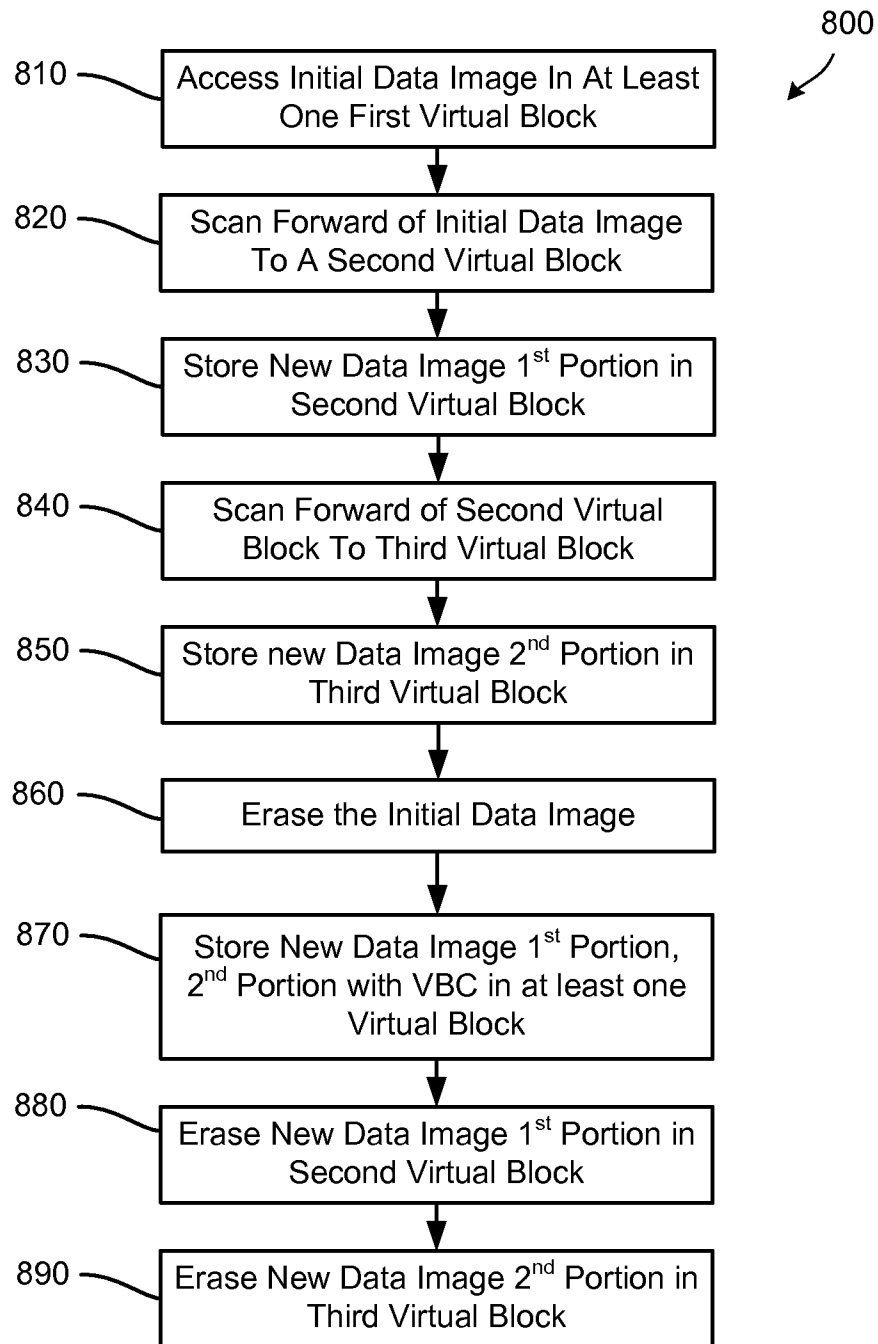 800
810
Access Initial Data Image In At Least
One First Virtual Block
820
Scan Forward of Initial Data Image
To A Second Virtual Block
830
Store New Data Image 1st Portion in
Second Virtual Block
840
Scan Forward of Second Virtual
Block To Third Virtual Block
850
Store new Data Image 2nd Portion in
Third Virtual Block
860
Erase the Initial Data Image
870
Store New Data Image 1st Portion,
2nd Portion with VBC in at least one
Virtual Block
880
Erase New Data Image 1st Portion in
Second Virtual Block
890
Erase New Data Image 2nd Portion in
Third Virtual Block